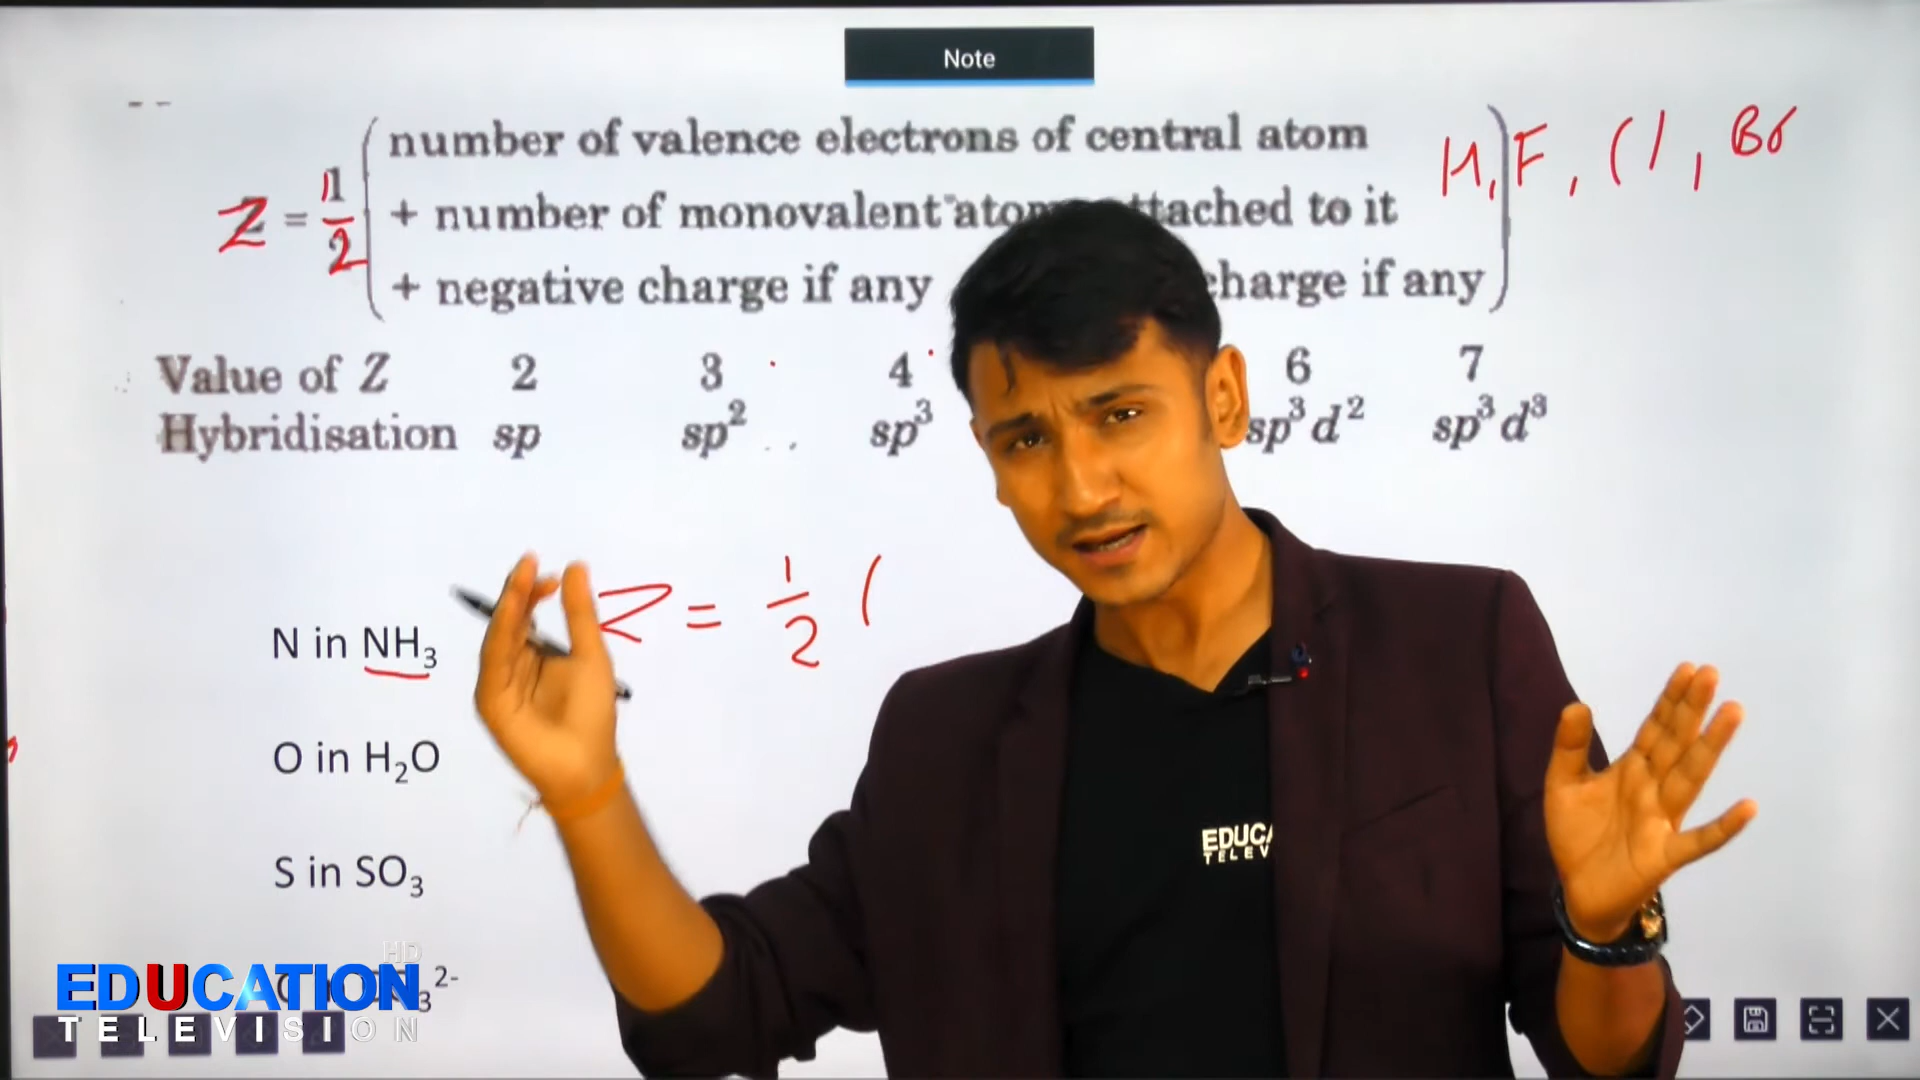 Note
Z = 1/2 ( number of valence electrons of central atom
+ number of monovalent attached to it
+ negative charge if any charge if any )
H, F, Cl, Br
Value of Z 2 3 4 6 7
Hybridisation sp sp² sp³ sp³d² sp³d³
Z = 1/2 (
N in NH₃
O in H₂O
S in SO₃
₃²⁻
HD
EDUCATION
TELEVISION
EDUCA
TELEV